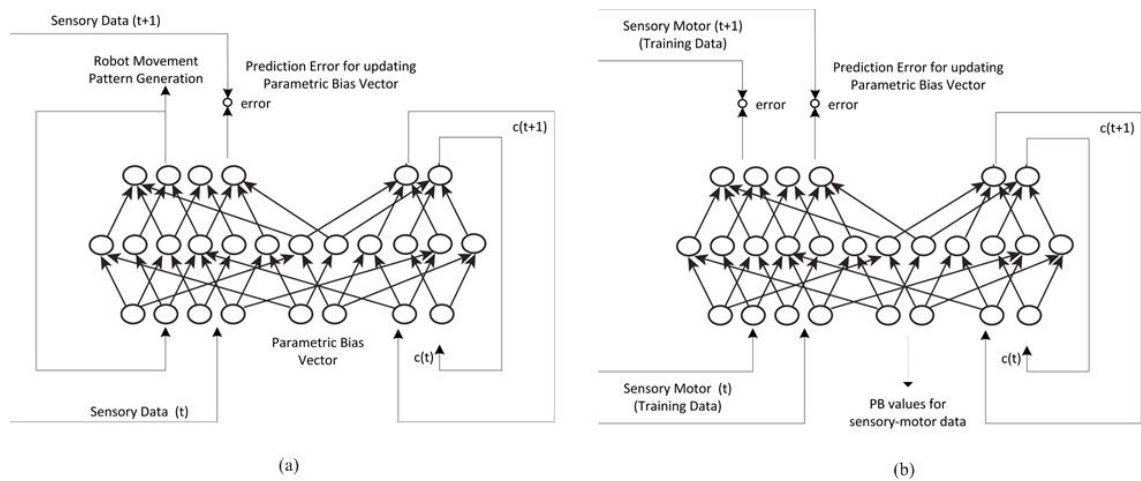 Sensory Data (t+1)
Robot Movement
Pattern Generation
Prediction Error for updating
Parametric Bias Vector
error
c(t+1)
Parametric Bias
Vector
c(t)
Sensory Data (t)
(a)
Sensory Motor (t+1)
(Training Data)
Prediction Error for updating
Parametric Bias Vector
error
error
c(t+1)
c(t)
Sensory Motor (t)
(Training Data)
PB values for
sensory-motor data
(b)